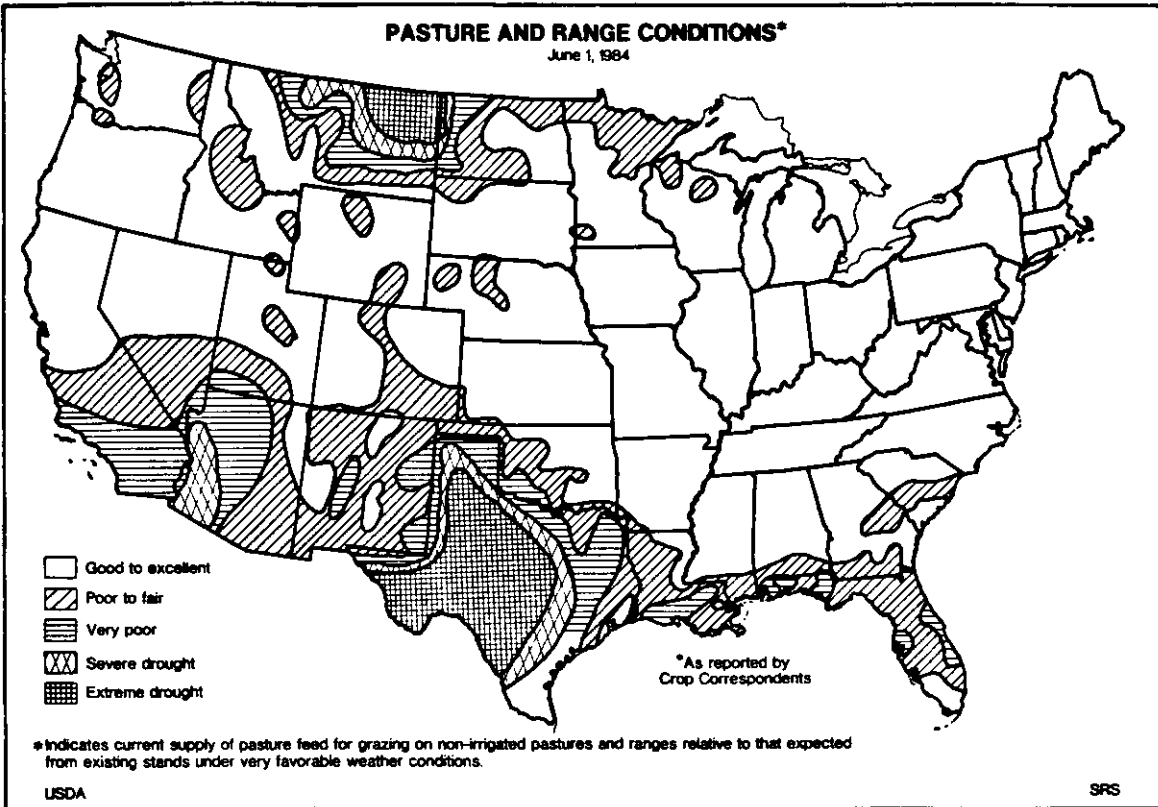 PASTURE AND RANGE CONDITIONS*
June 1, 1984
Good to excellent
Poor to fair
Very poor
Severe drought
Extreme drought
*As reported by
Crop Correspondents
*Indicates current supply of pasture feed for grazing on non-irrigated pastures and ranges relative to that expected
from existing stands under very favorable weather conditions.
USDA
SRS